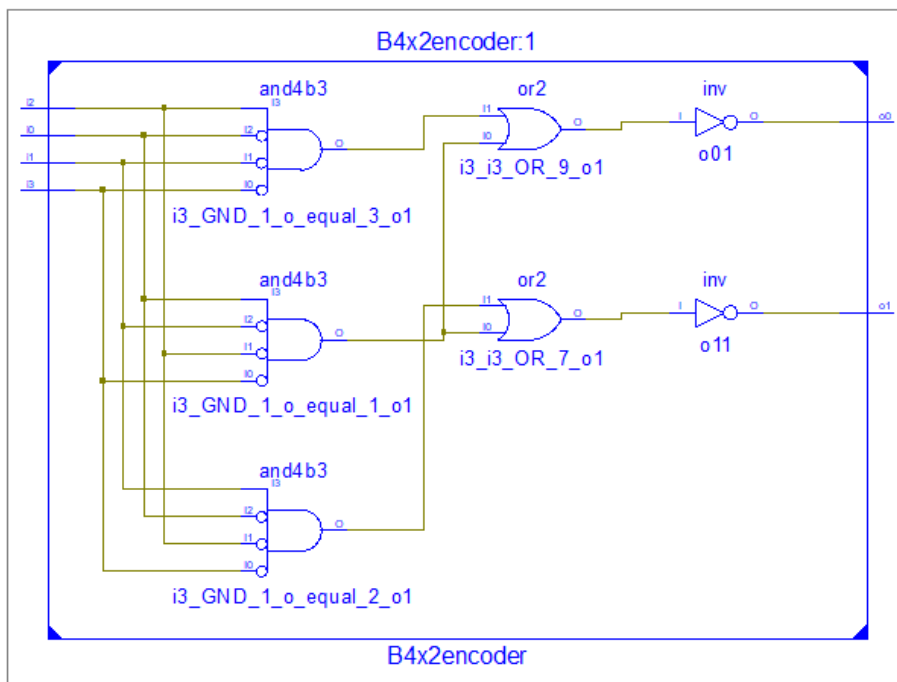 B4x2encoder:1
and4b3
or2
inv
i2
I3
i0
I2
O
I1
I0
O
I
O
o0
i1
I1
i3
I0
i3_GND_1_o_equal_3_o1
i3_i3_OR_9_o1
o01
and4b3
or2
inv
I3
I2
O
I1
I0
O
I1
I0
O
I
O
o1
i3_GND_1_o_equal_1_o1
i3_i3_OR_7_o1
o11
and4b3
I3
I2
O
I1
I0
i3_GND_1_o_equal_2_o1
B4x2encoder